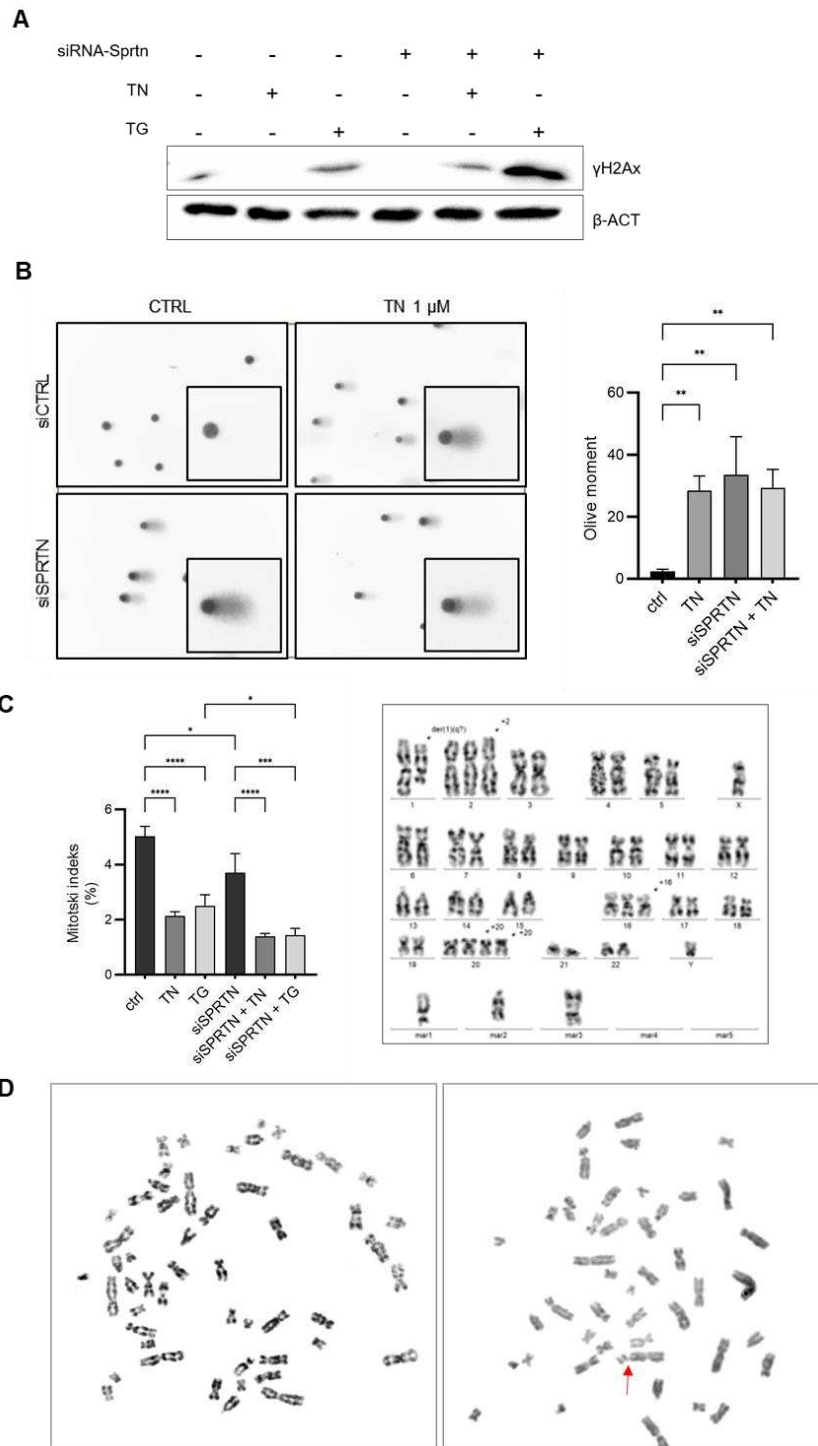 A
siRNA-Sprtn - - - + + +
TN - + - - + -
TG - - + - - +
γH2Ax
β-ACT
B
CTRL
TN 1 μM
siCTRL
siSPRTN
**
**
**
60
40
20
0
Olive moment
ctrl
TN
siSPRTN
siSPRTN + TN
C
*
*
****
***
****
****
6
4
2
0
Mitotski indeks
(%)
ctrl
TN
TG
siSPRTN
siSPRTN + TN
siSPRTN + TG
der(1)(q?)
+2
1 2 3 4 5 X
6 7 8 9 10 11 12
+16
13 14 15 16 17 18
+20
+20
19 20 21 22 Y
mar1 mar2 mar3 mar4 mar5
D